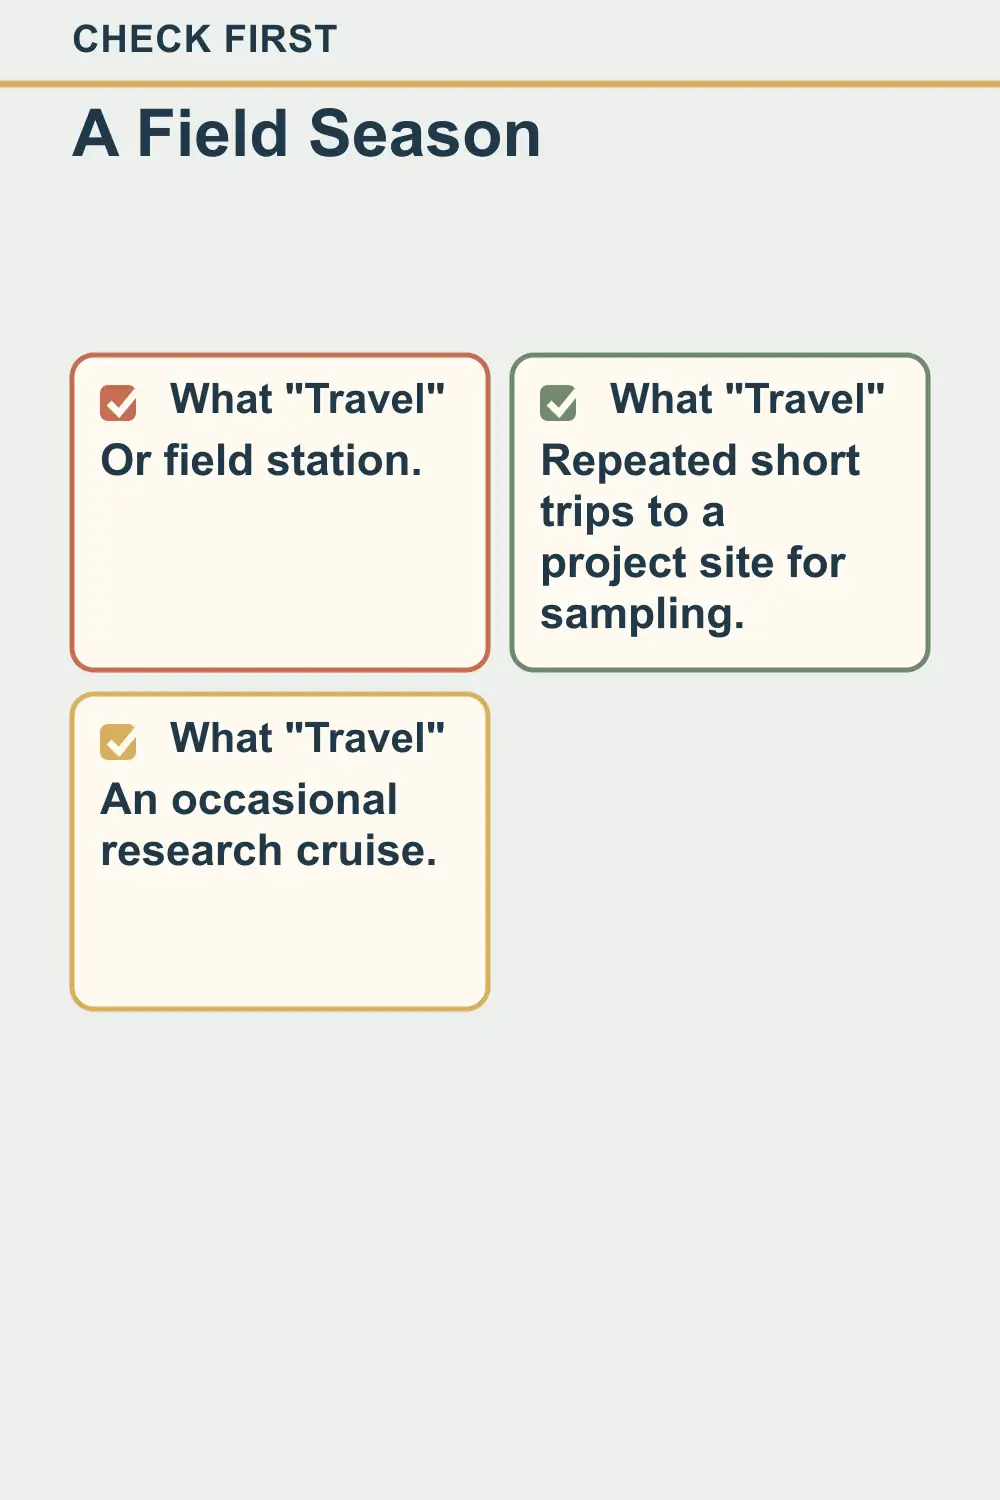 CHECK FIRST
A Field Season
What "Travel"
Or field station.
What "Travel"
Repeated short
trips to a
project site for
sampling.
What "Travel"
An occasional
research cruise.